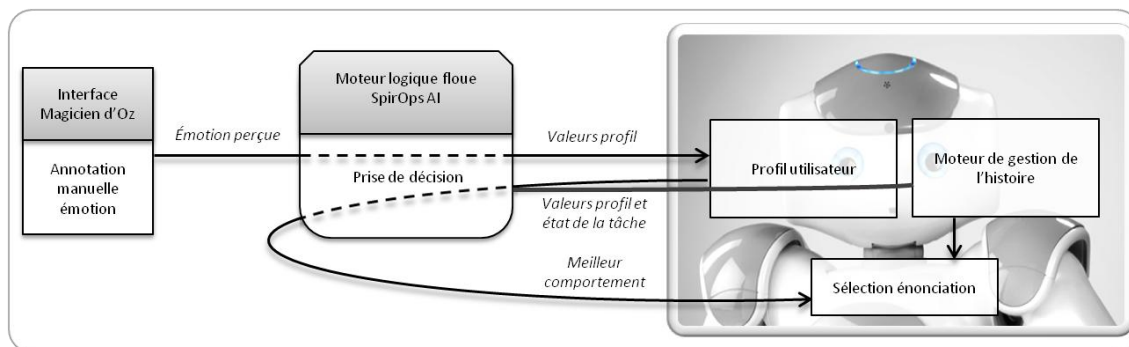 Interface
Magicien d'Oz
Annotation
manuelle
émotion
Émotion perçue
Moteur logique floue
SpirOps AI
Prise de décision
Valeurs profil
Valeurs profil et
état de la tâche
Meilleur
comportement
Profil utilisateur
Moteur de gestion de
l'histoire
Sélection énonciation